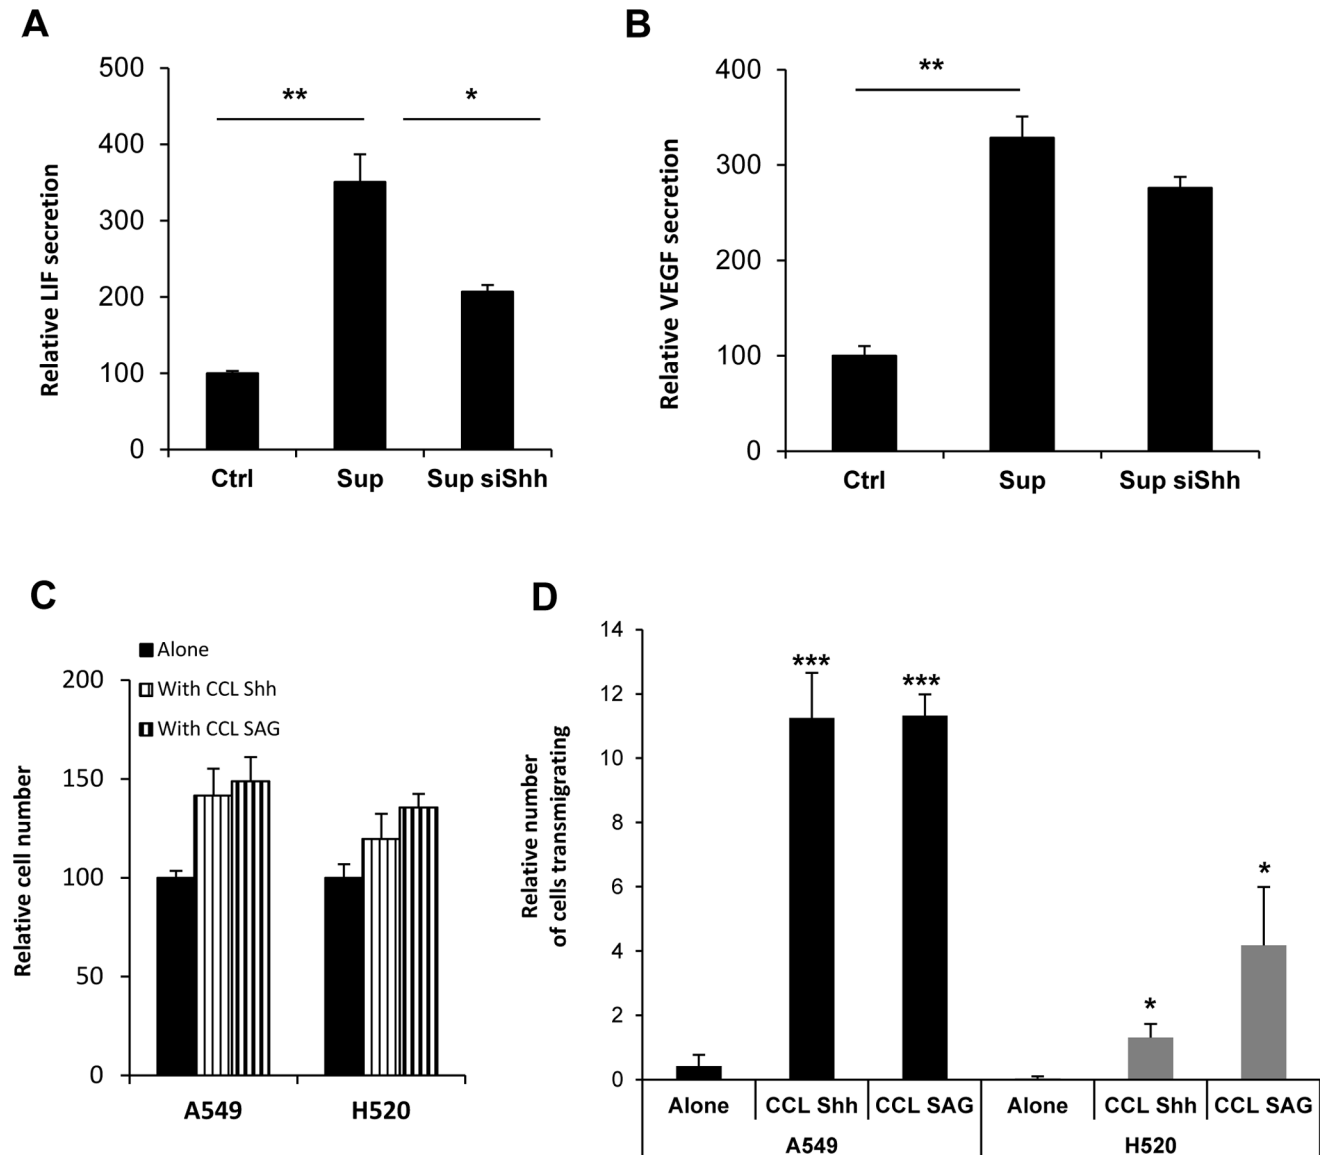 A
Relative LIF secretion
500
400
300
200
100
0
**
*
Ctrl
Sup
Sup siShh
B
Relative VEGF secretion
400
300
200
100
0
**
Ctrl
Sup
Sup siShh
C
Alone
With CCL Shh
With CCL SAG
Relative cell number
200
150
100
50
0
A549
H520
D
Relative number
of cells transmigrating
14
12
10
8
6
4
2
0
***
***
*
*
Alone
CCL Shh
CCL SAG
Alone
CCL Shh
CCL SAG
A549
H520